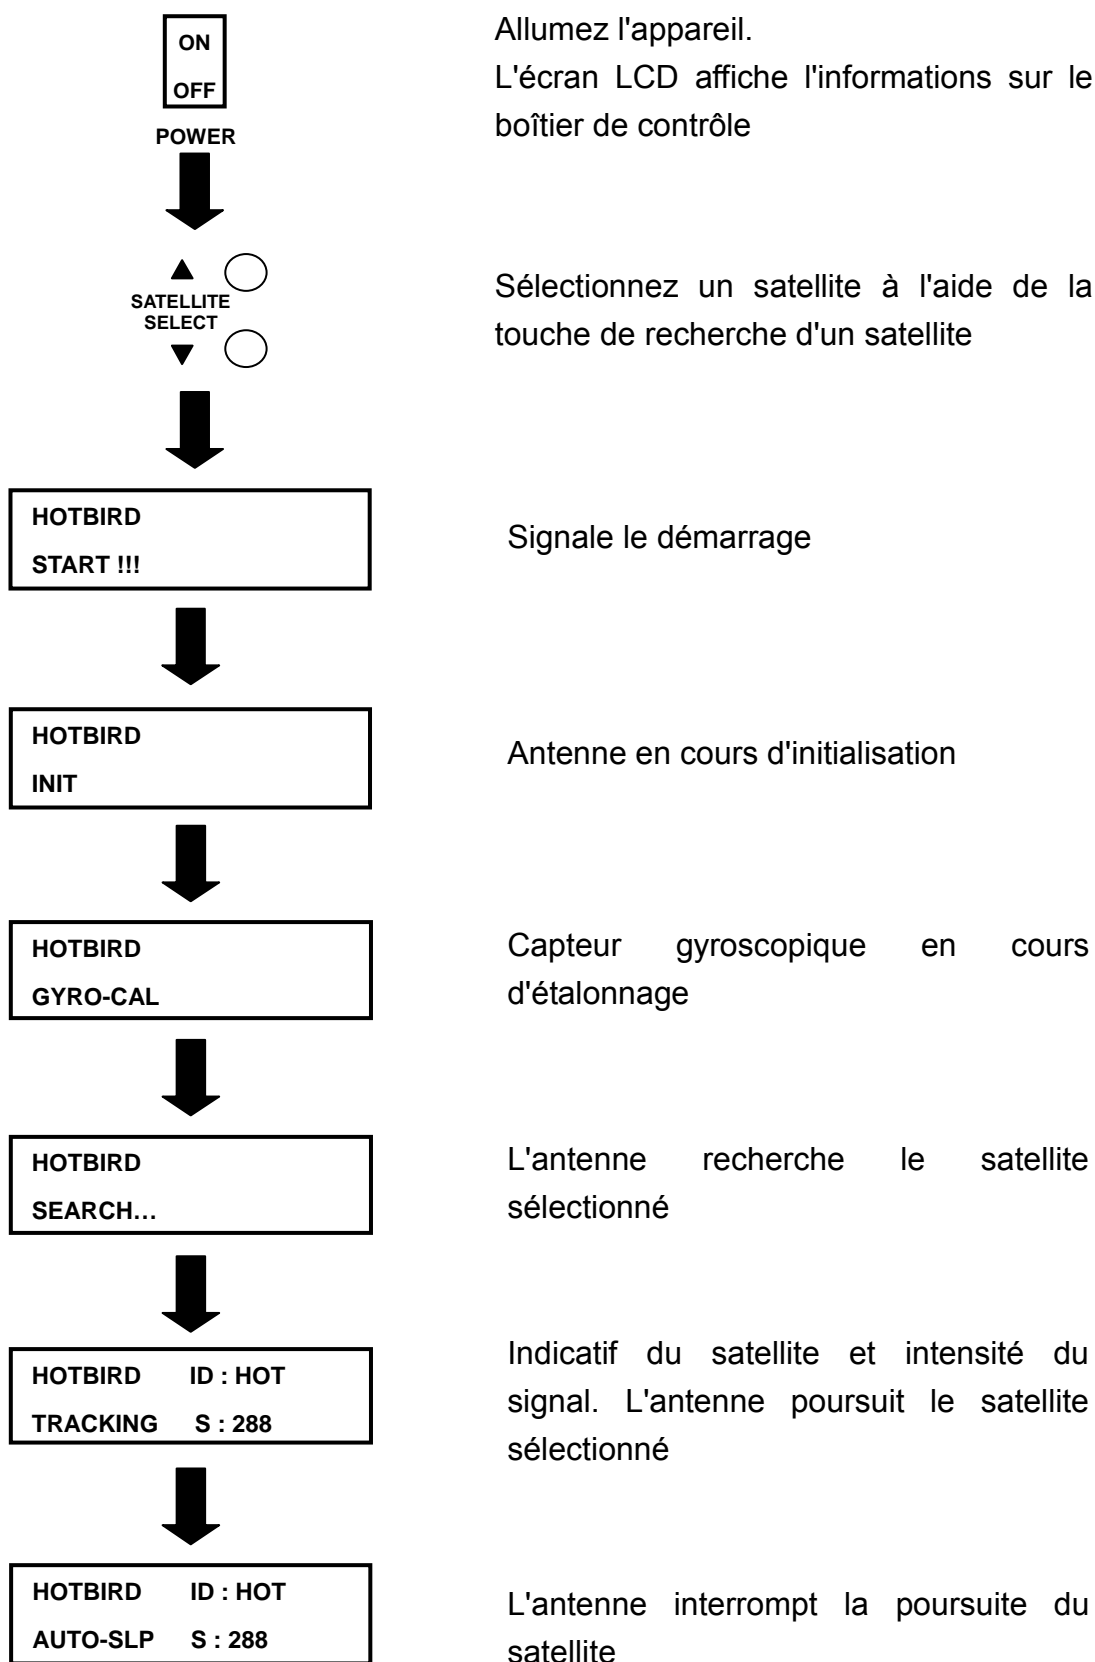 ON
OFF
POWER
Allumez l'appareil.
L'écran LCD affiche l'informations sur le
boîtier de contrôle
▲
SATELLITE
SELECT
▼
Sélectionnez un satellite à l'aide de la
touche de recherche d'un satellite
HOTBIRD
START !!!
Signale le démarrage
HOTBIRD
INIT
Antenne en cours d'initialisation
HOTBIRD
GYRO-CAL
Capteur gyroscopique en cours
d'étalonnage
HOTBIRD
SEARCH…
L'antenne recherche le satellite
sélectionné
HOTBIRD ID : HOT
TRACKING S : 288
Indicatif du satellite et intensité du
signal. L'antenne poursuit le satellite
sélectionné
HOTBIRD ID : HOT
AUTO-SLP S : 288
L'antenne interrompt la poursuite du
satellite